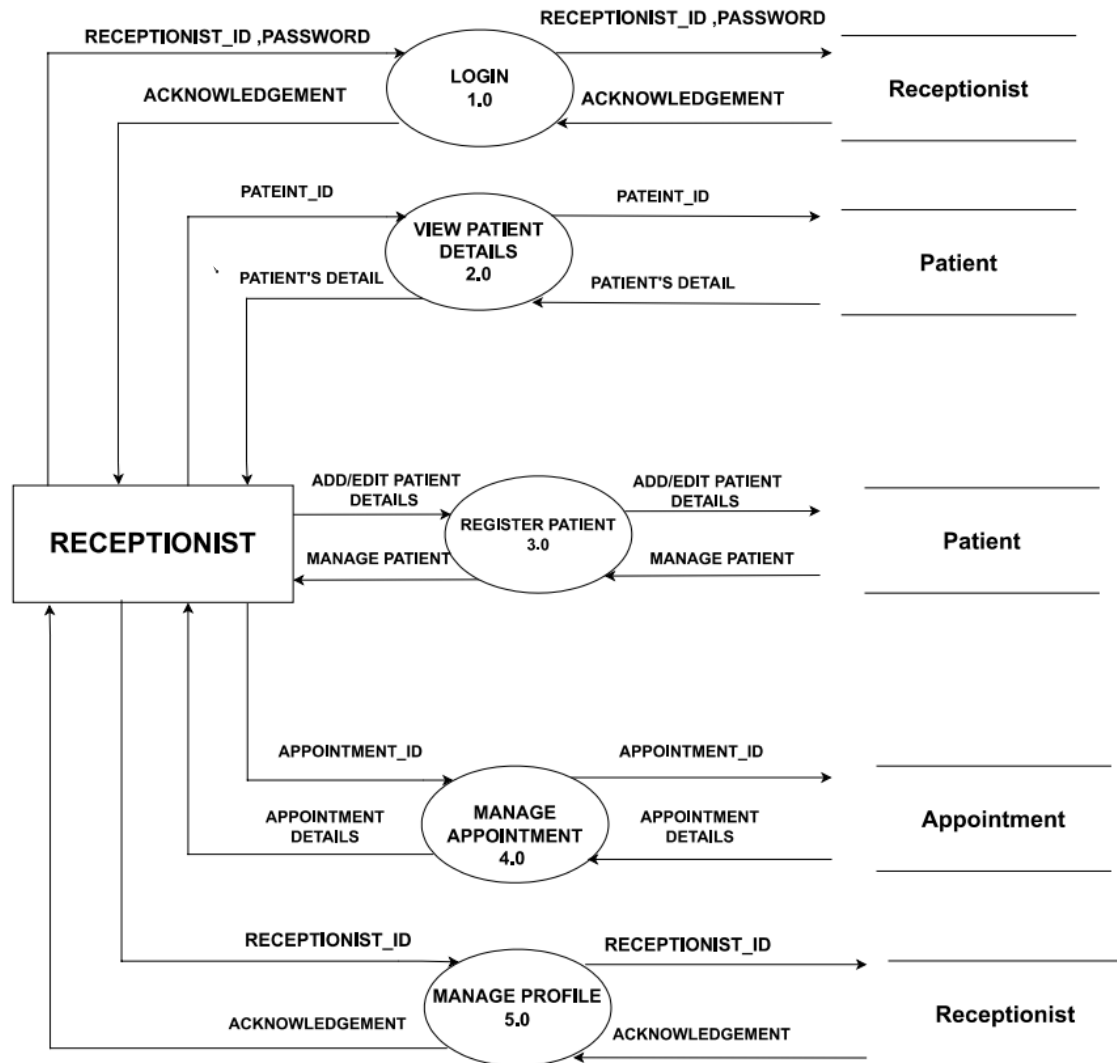 RECEPTIONIST_ID ,PASSWORD
RECEPTIONIST_ID ,PASSWORD
LOGIN
1.0
Receptionist
ACKNOWLEDGEMENT
ACKNOWLEDGEMENT
PATEINT_ID
PATEINT_ID
VIEW PATIENT
DETAILS
2.0
Patient
PATIENT'S DETAIL
PATIENT'S DETAIL
RECEPTIONIST
ADD/EDIT PATIENT
DETAILS
ADD/EDIT PATIENT
DETAILS
REGISTER PATIENT
3.0
Patient
MANAGE PATIENT
MANAGE PATIENT
APPOINTMENT_ID
APPOINTMENT_ID
MANAGE
APPOINTMENT
4.0
Appointment
APPOINTMENT
DETAILS
APPOINTMENT
DETAILS
RECEPTIONIST_ID
RECEPTIONIST_ID
MANAGE PROFILE
5.0
Receptionist
ACKNOWLEDGEMENT
ACKNOWLEDGEMENT